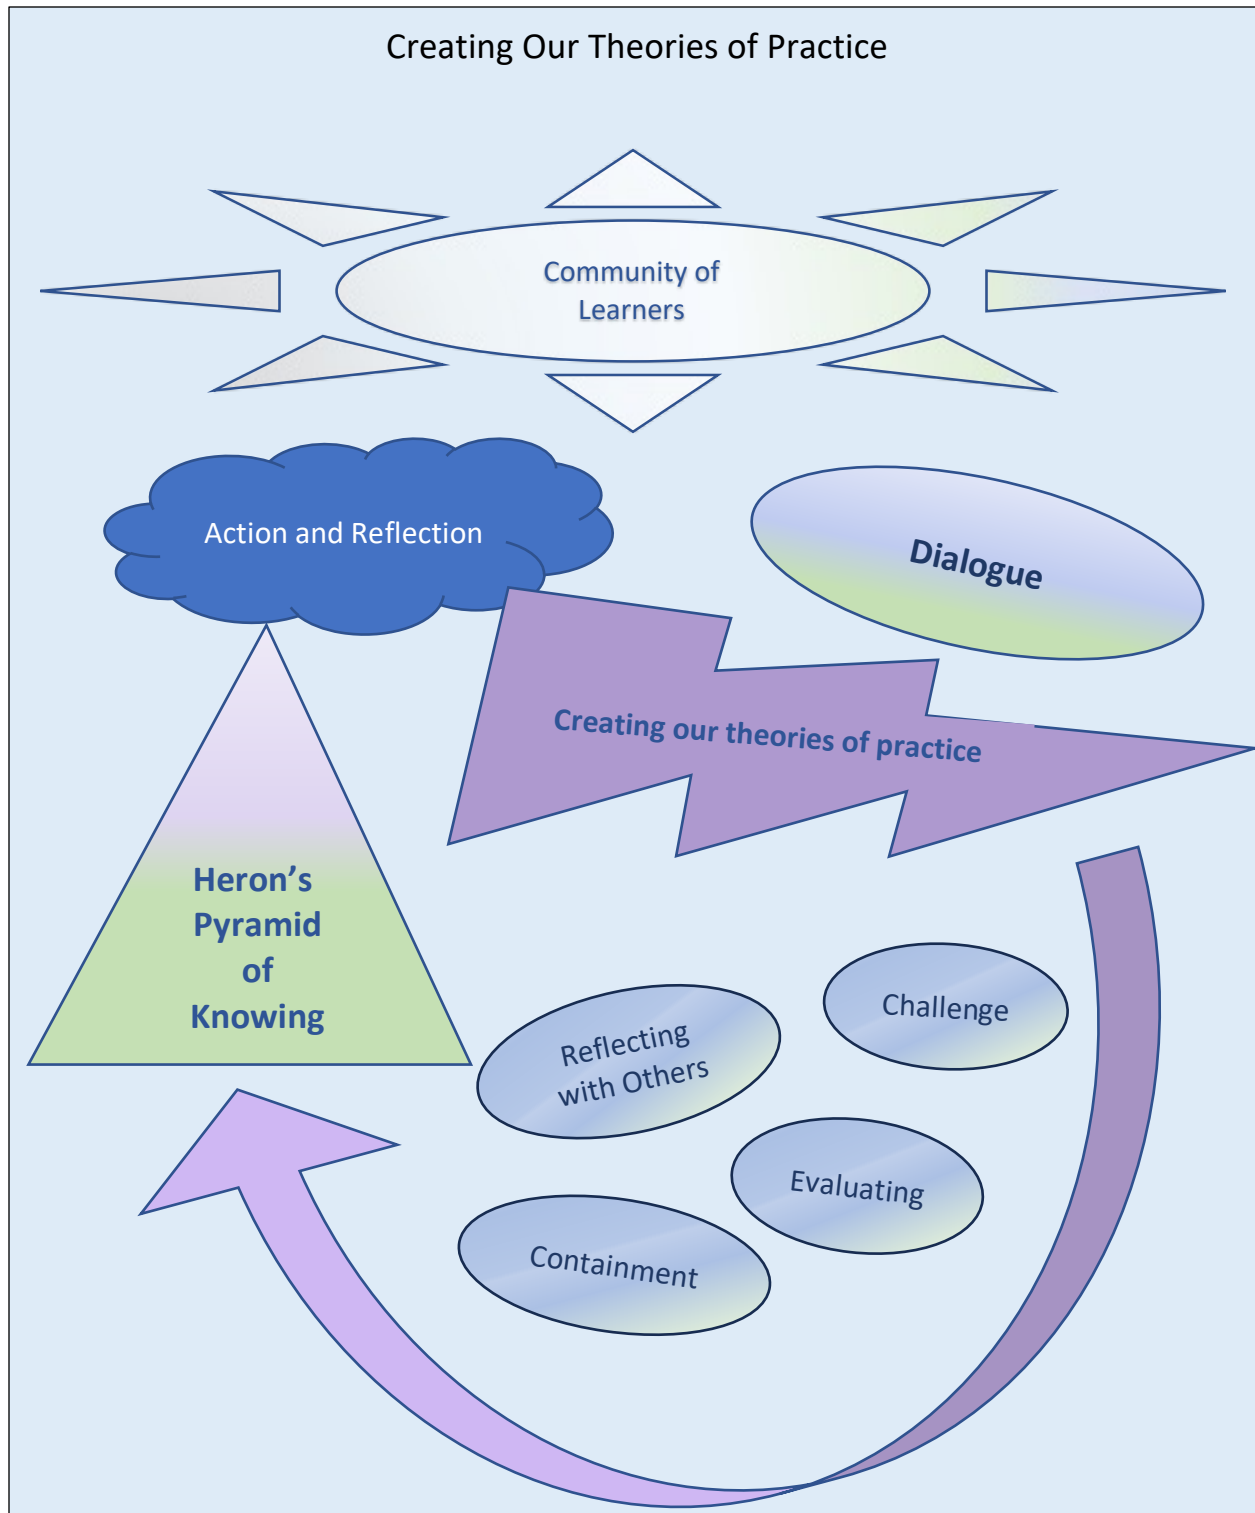 Creating Our Theories of Practice
Community of
Learners
Action and Reflection
Dialogue
Creating our theories of practice
Heron’s
Pyramid
of
Knowing
Challenge
Reflecting
with Others
Evaluating
Containment